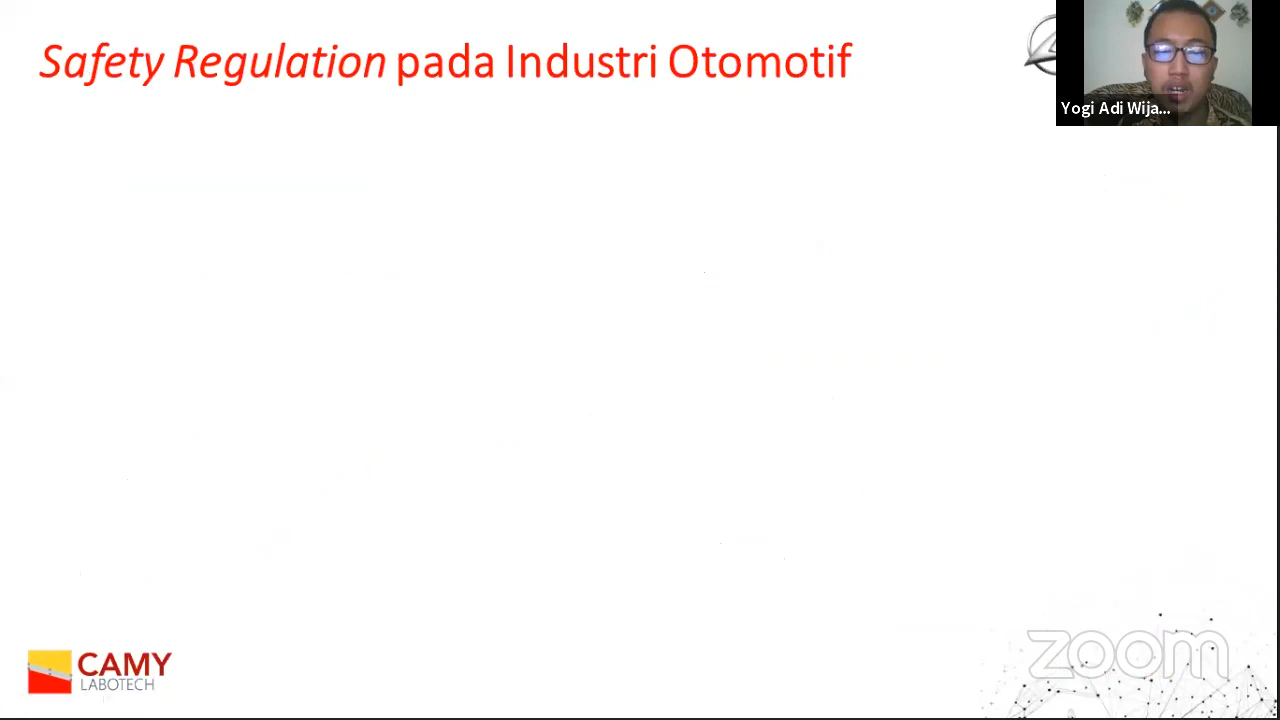 Safety Regulation pada Industri Otomotif
Yogi Adi Wija...
zoom
CAMY
LABOTECH